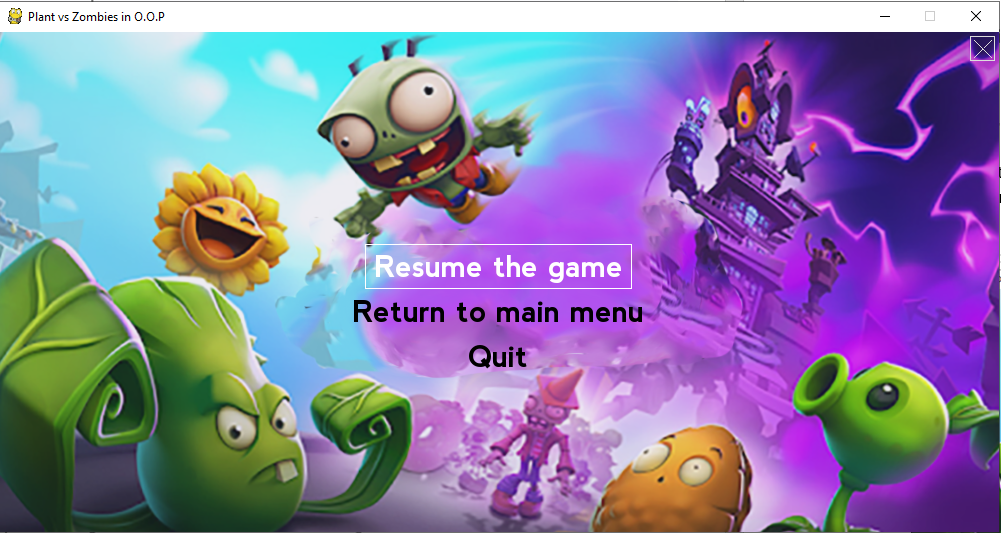 Plant vs Zombies in O.O.P
Resume the game
Return to main menu
Quit